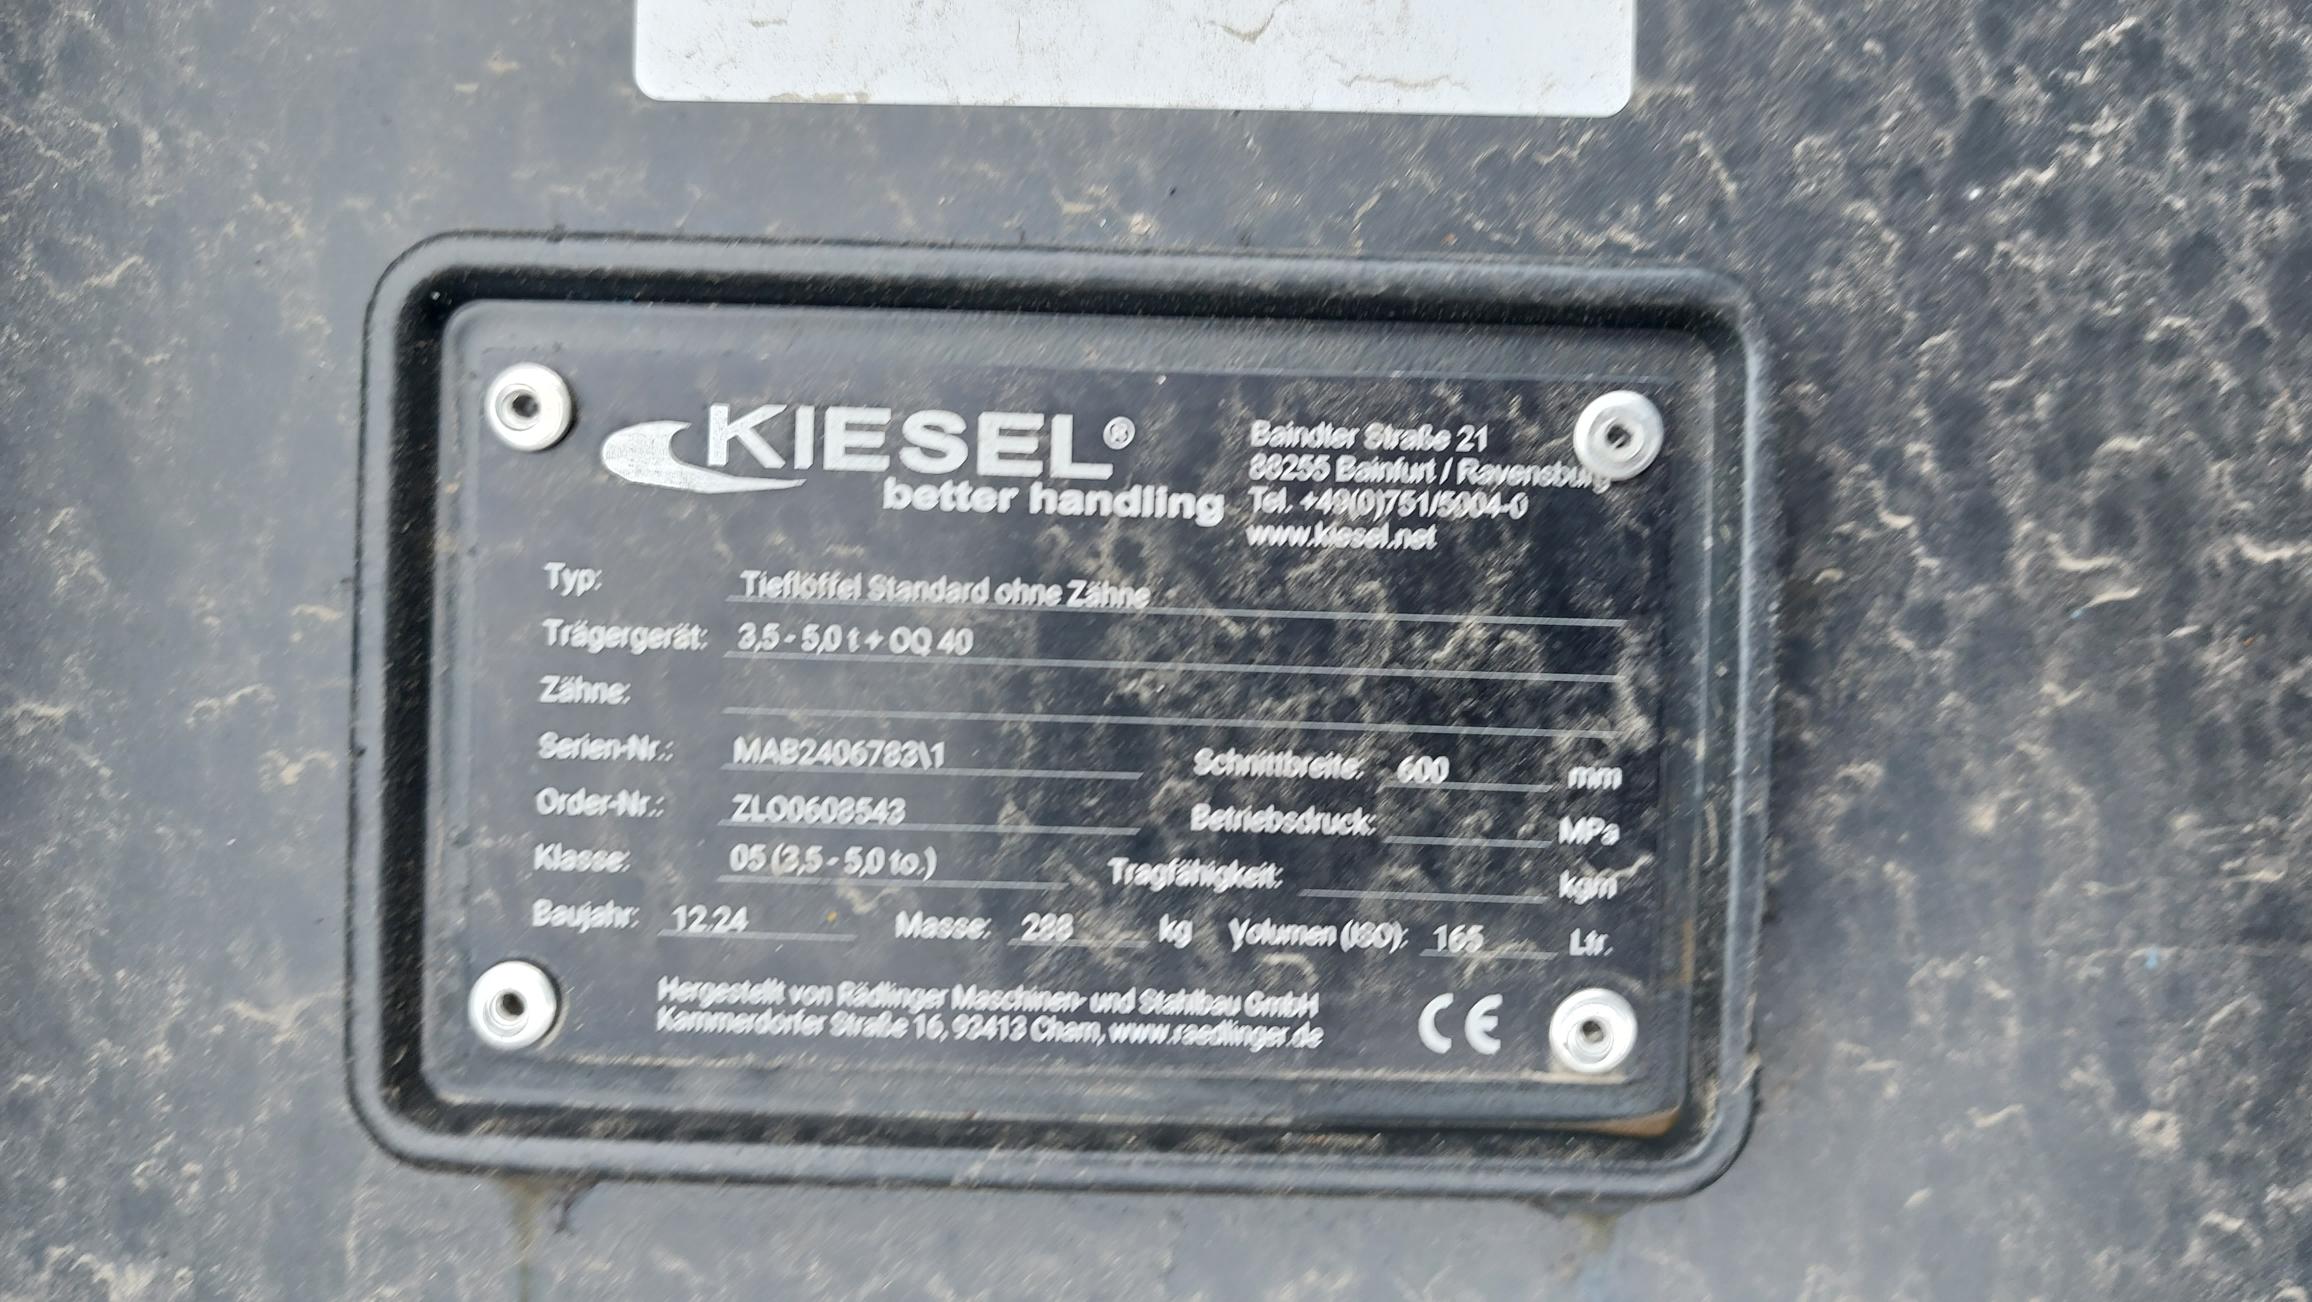 KIESEL®
better handling
Baindter Straße 21
88255 Bainfurt / Ravensburg
Tel. +49(0)751/5004-0
www.kiesel.net
Typ: Tieflöffel Standard ohne Zähne
Trägergerät: 3,5 - 5,0 t + OQ 40
Zähne:
Serien-Nr.: MAB2406783\1 Schnittbreite: 600 mm
Order-Nr.: ZLO0608543 Betriebsdruck: MPa
Klasse: 05 (3,5 - 5,0 to.) Tragfähigkeit: kgm
Baujahr: 12.24 Masse: 288 kg Volumen (ISO): 165 Ltr.
Hergestellt von Rädlinger Maschinen- und Stahlbau GmbH
Kammerdorfer Straße 16, 93413 Cham, www.raedlinger.de
CE